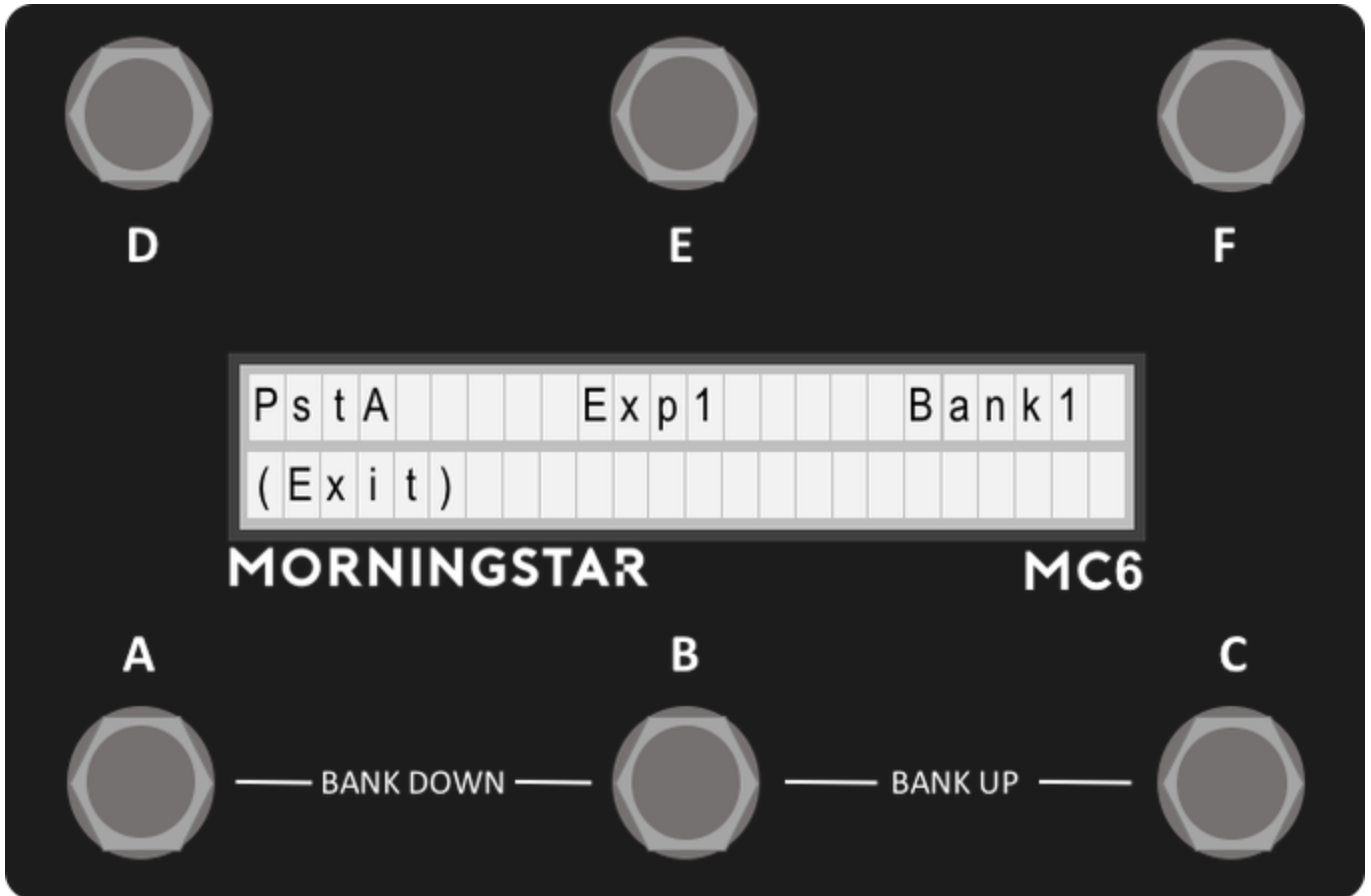 D E F
PstA Exp1 Bank1
(Exit)
MORNINGSTAR MC6
A B C
BANK DOWN BANK UP